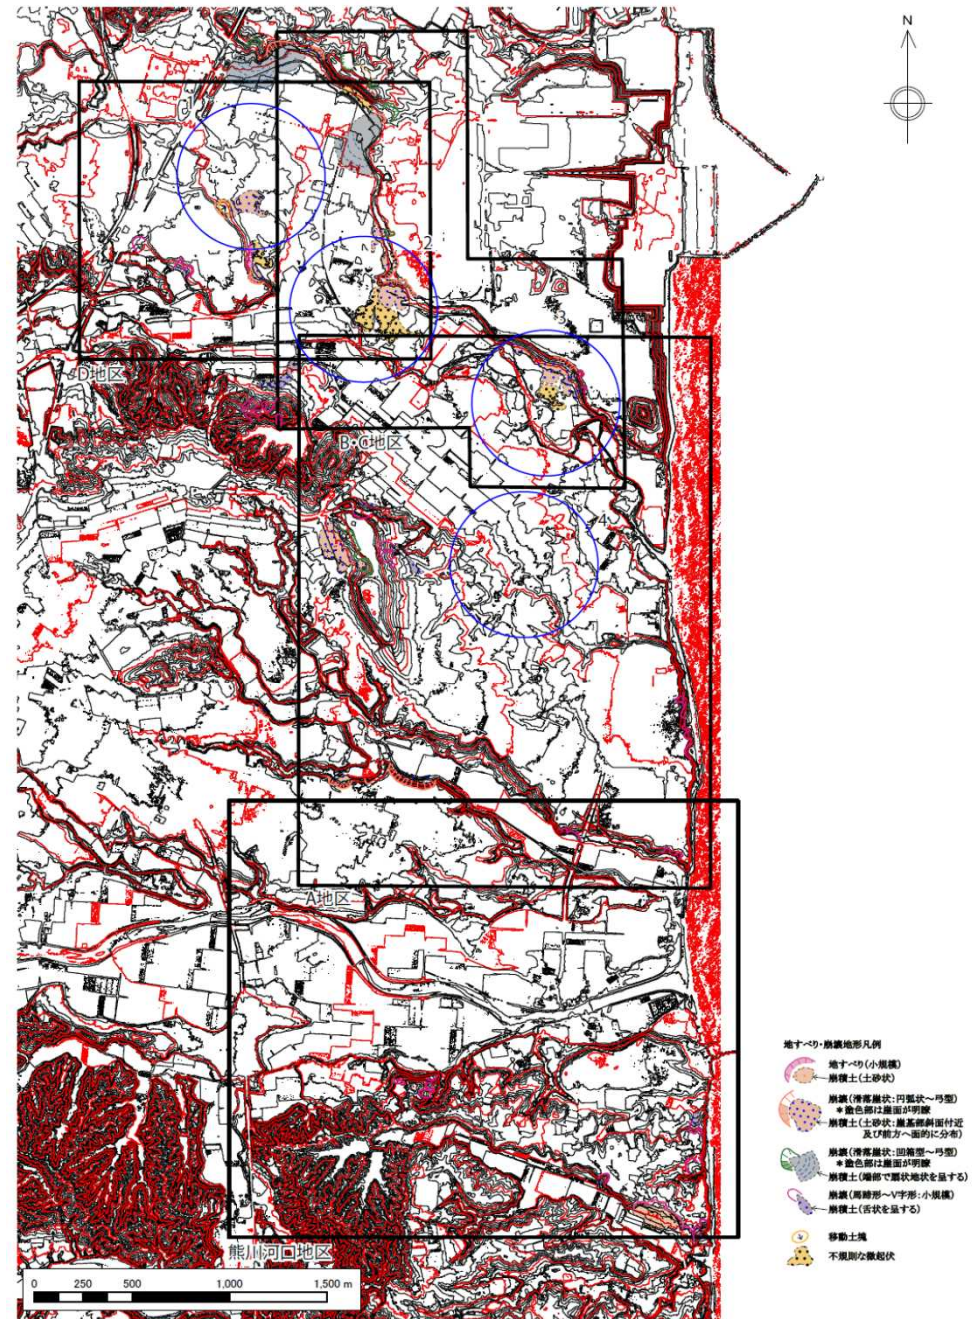 N
1
2
3
D地区
B・C地区
4
A地区
熊川河口地区
0 250 500 1,000 1,500 m
地すべり・崩壊地形凡例
地すべり(小規模)
崩積土(土砂状)
崩壊(滑落崖状:円弧状～弓型)
*塗色部は崖面が明瞭
崩積土(土砂状:崖基部斜面付近
及び前方へ面的に分布)
崩壊(滑落崖状:凹箱型～弓型)
*塗色部は崖面が明瞭
崩積土(端部で扇状地状を呈する)
崩壊(馬蹄形～V字形:小規模)
崩積土(舌状を呈する)
移動土塊
不規則な微起伏